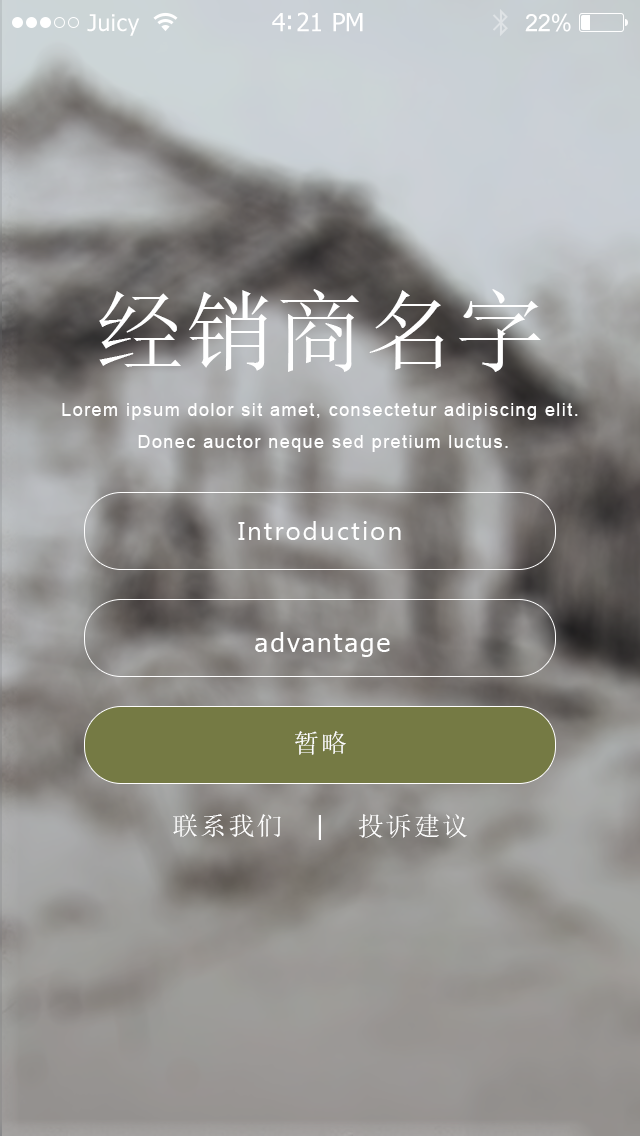 Juicy 4:21 PM 22%
经销商名字
Lorem ipsum dolor sit amet, consectetur adipiscing elit.
Donec auctor neque sed pretium luctus.
Introduction
advantage
暂略
联系我们 | 投诉建议